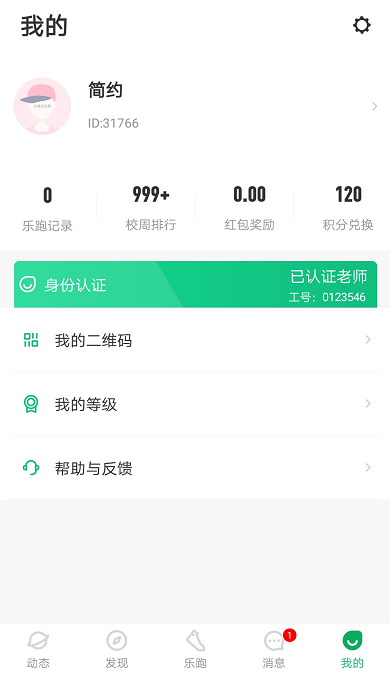 我的
简约
ID:31766
0
999+
0.00
120
乐跑记录
校周排行
红包奖励
积分兑换
身份认证
已认证老师
工号：0123546
我的二维码
我的等级
帮助与反馈
1
动态
发现
乐跑
消息
我的